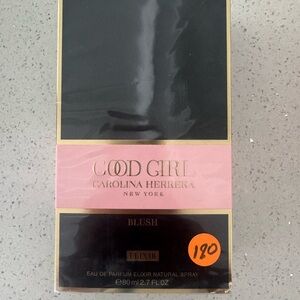 GOOD GIRL
CAROLINA HERRERA
NEW YORK
BLUSH
ELIXIR
190
EAU DE PARFUM ELIXIR NATURAL SPRAY
℮80 ml 2.7 FL.OZ